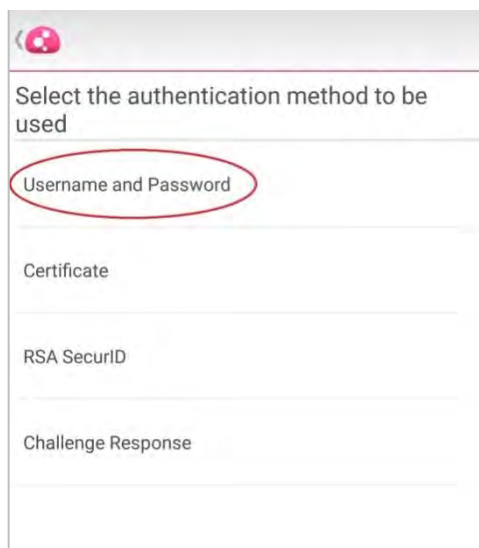 Select the authentication method to be
used
Username and Password
Certificate
RSA SecurID
Challenge Response